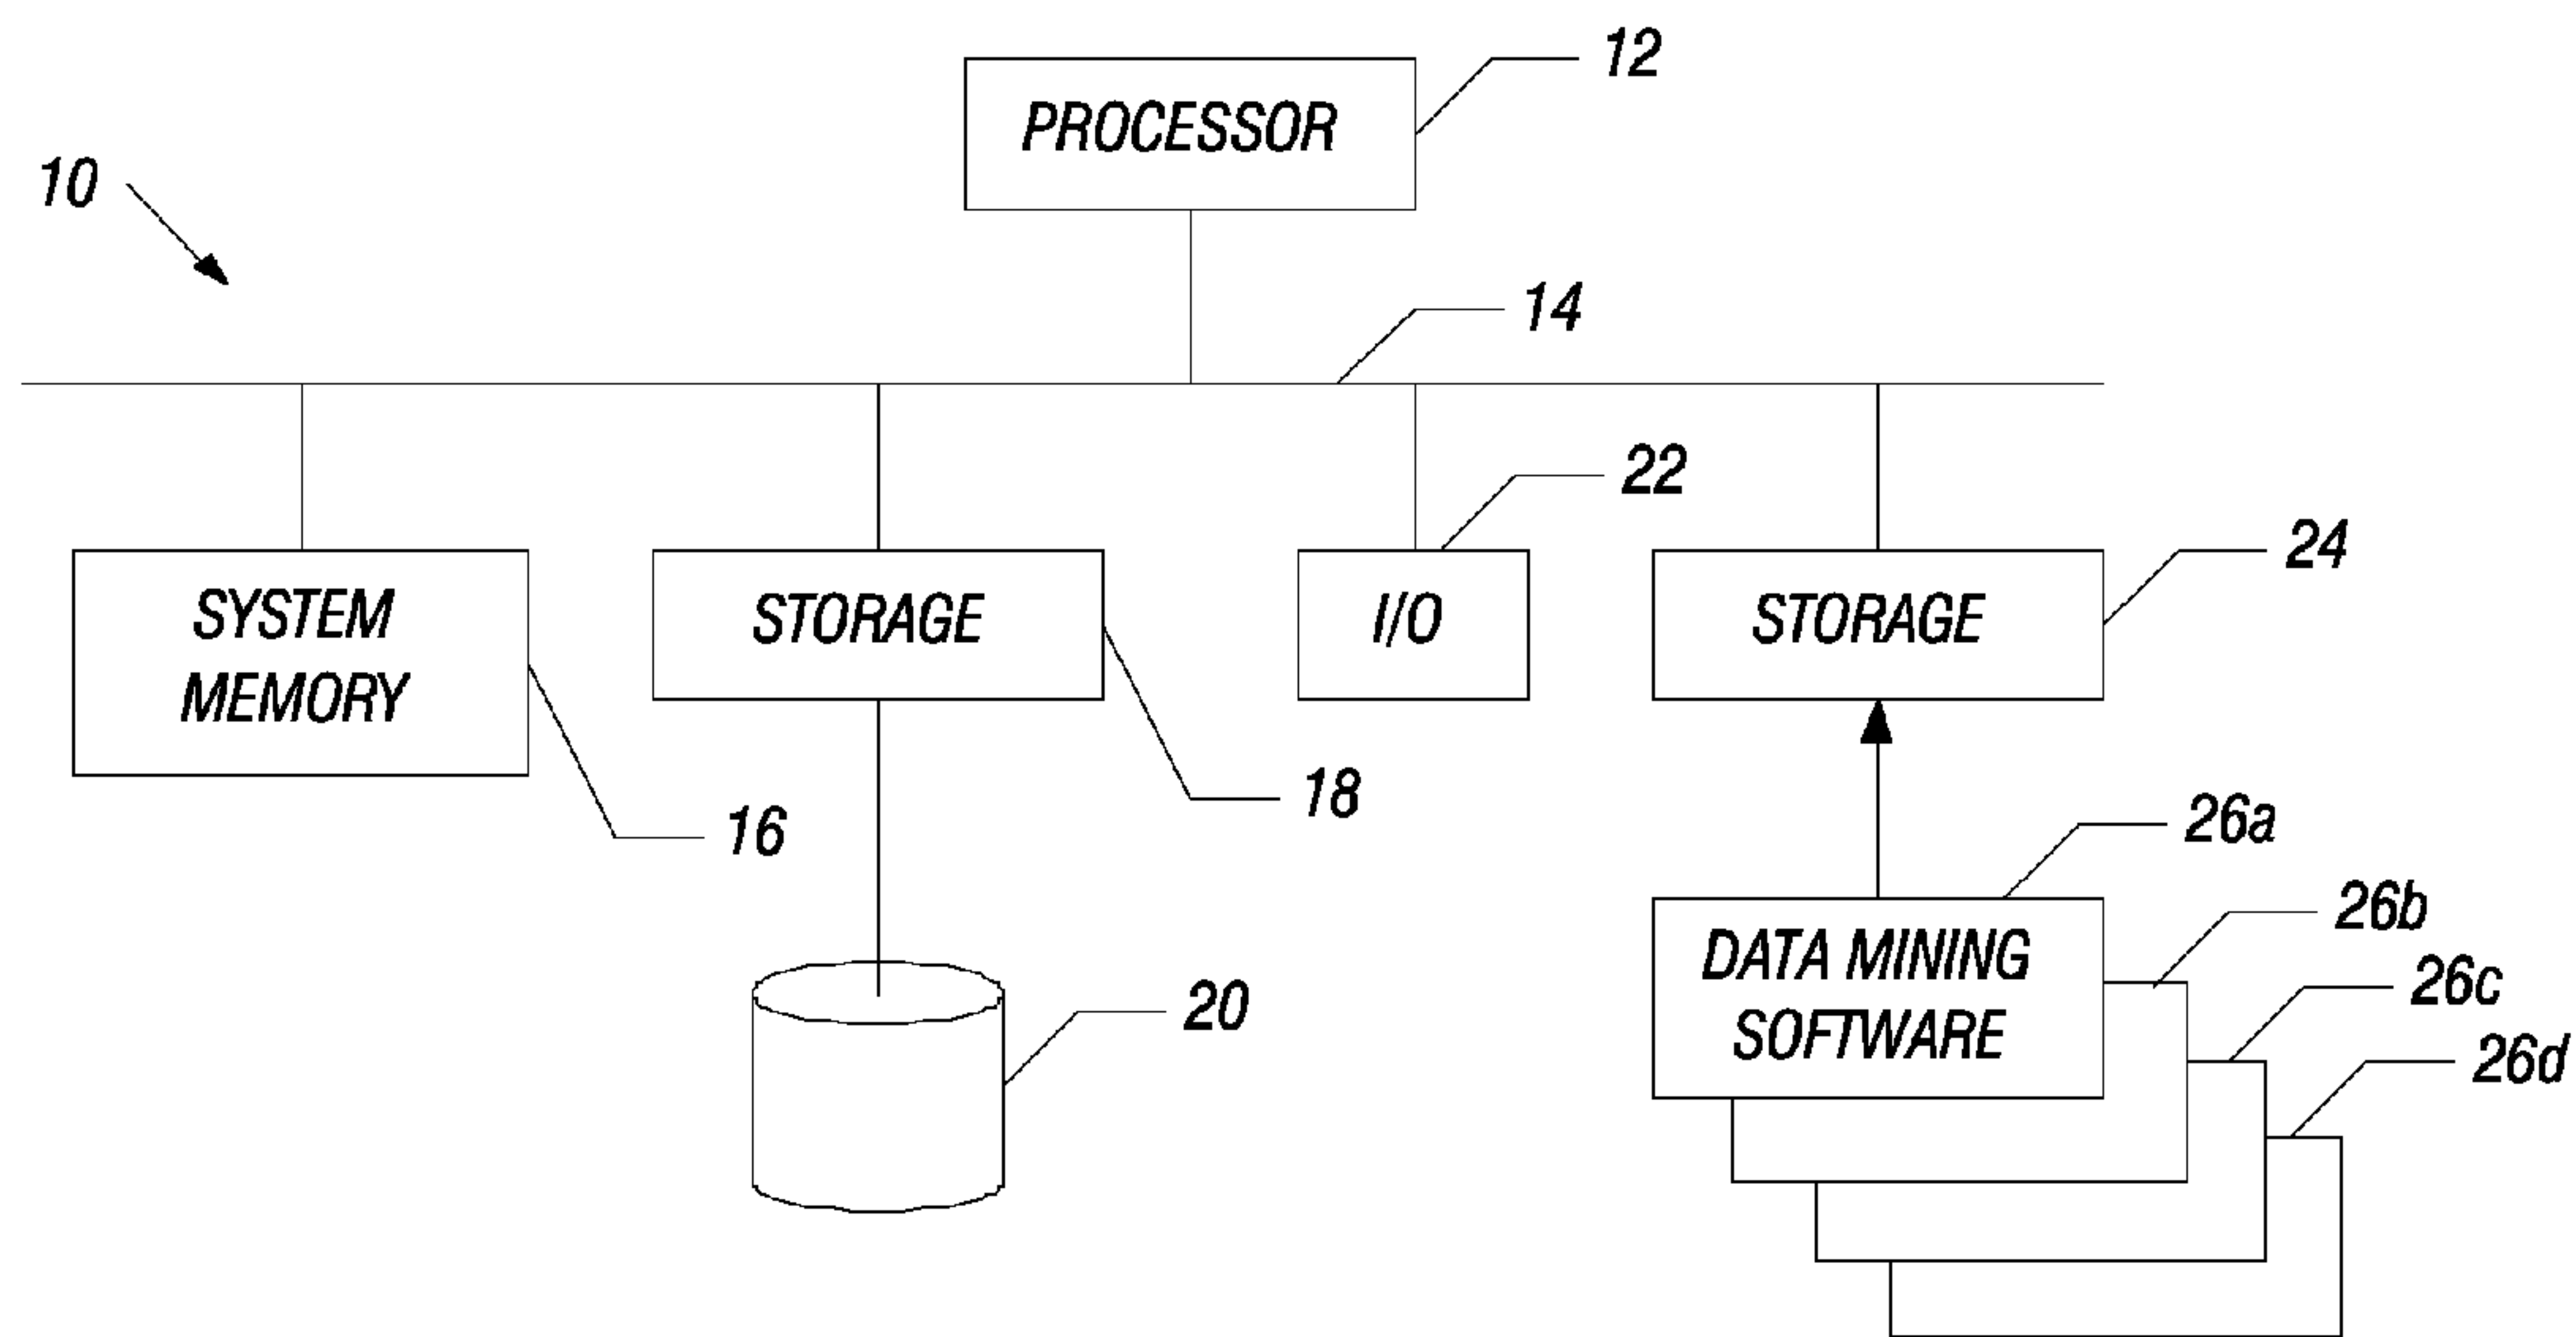 12
PROCESSOR
10
14
22
24
SYSTEM
MEMORY
STORAGE
I/O
STORAGE
18
16
26a
26b
DATA MINING
SOFTWARE
26c
20
26d